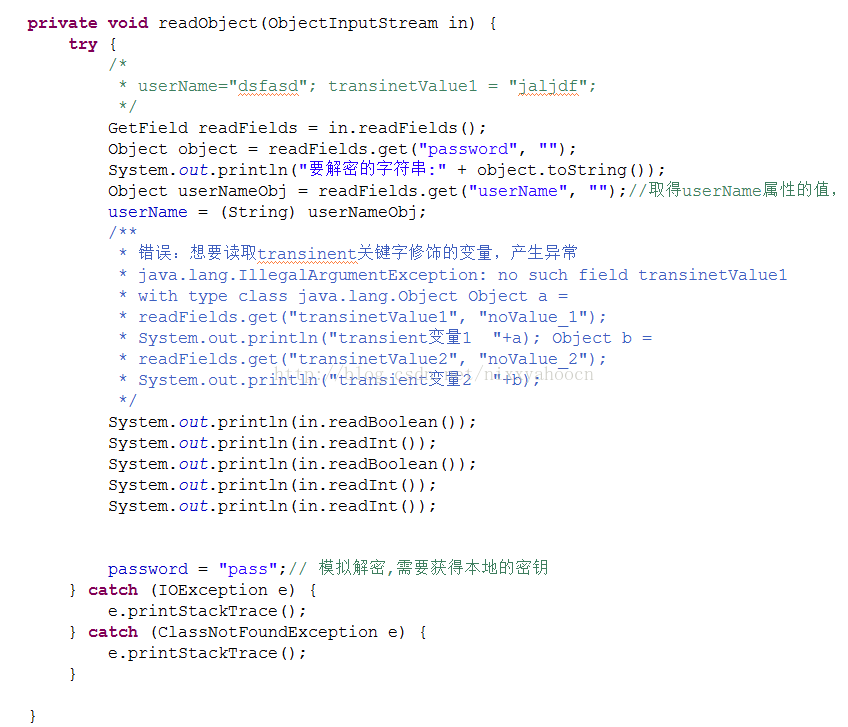 private void readObject(ObjectInputStream in) {
try {
/*
* userName="dsfasd"; transinetValue1 = "jaljdf";
*/
GetField readFields = in.readFields();
Object object = readFields.get("password", "");
System.out.println("要解密的字符串:" + object.toString());
Object userNameObj = readFields.get("userName", "");//取得userName属性的值，
userName = (String) userNameObj;
/**
* 错误：想要读取transinent关键字修饰的变量，产生异常
* java.lang.IllegalArgumentException: no such field transinetValue1
* with type class java.lang.Object Object a =
* readFields.get("transinetValue1", "noValue_1");
* System.out.println("transient变量1  "+a); Object b =
* readFields.get("transinetValue2", "noValue_2");
* System.out.println("transient变量2  "+b);
http://blog.csdn.net/nixxyahoocn
*/
System.out.println(in.readBoolean());
System.out.println(in.readInt());
System.out.println(in.readBoolean());
System.out.println(in.readInt());
System.out.println(in.readInt());
password = "pass";// 模拟解密,需要获得本地的密钥
} catch (IOException e) {
e.printStackTrace();
} catch (ClassNotFoundException e) {
e.printStackTrace();
}
}